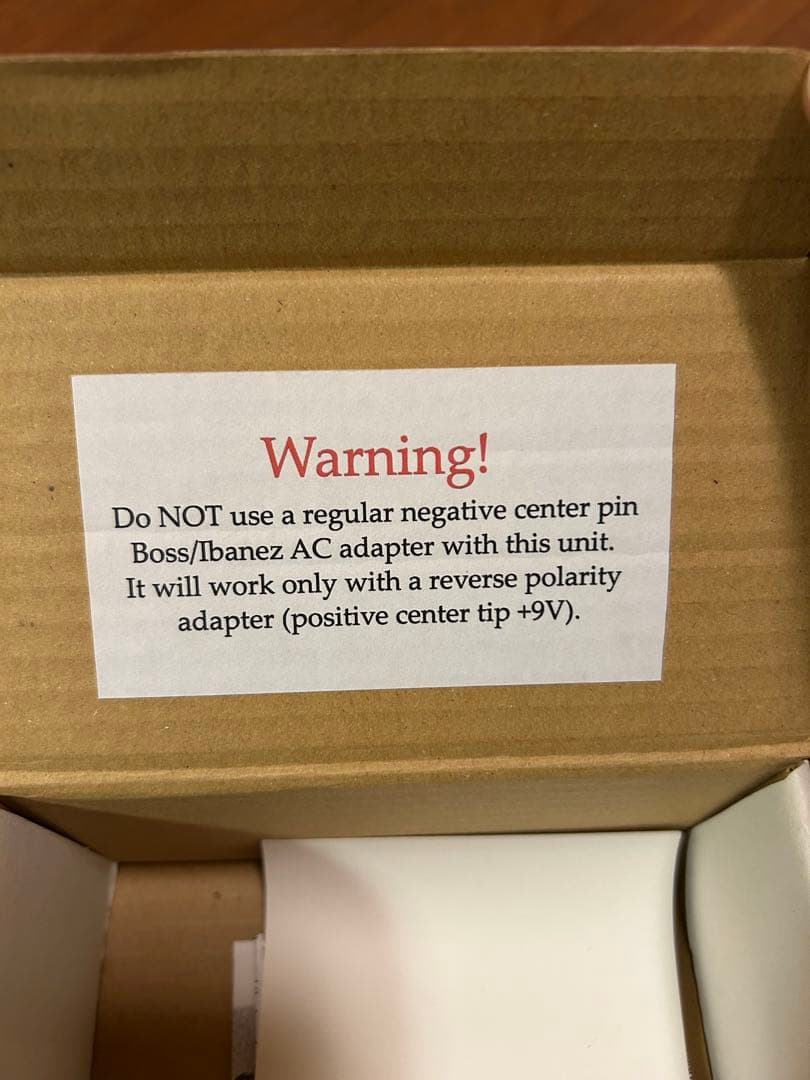 Warning!
Do NOT use a regular negative center pin
Boss/Ibanez AC adapter with this unit.
It will work only with a reverse polarity
adapter (positive center tip +9V).